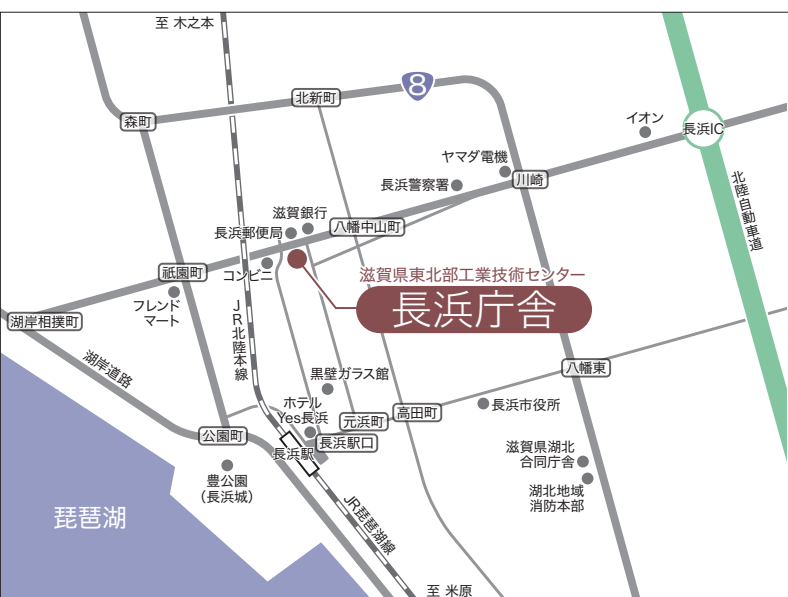 至 木之本
8
北新町
森町
イオン
長浜IC
ヤマダ電機
長浜警察署
川崎
北陸自動車道
滋賀銀行
長浜郵便局
八幡中山町
コンビニ
祇園町
滋賀県東北部工業技術センター
長浜庁舎
フレンド
マート
湖岸相撲町
JR北陸本線
湖岸道路
黒壁ガラス館
八幡東
ホテル
Yes長浜
元浜町
高田町
長浜市役所
公園町
長浜駅口
長浜駅
滋賀県湖北
合同庁舎
豊公園
(長浜城)
湖北地域
消防本部
琵琶湖
JR琵琶湖線
至 米原